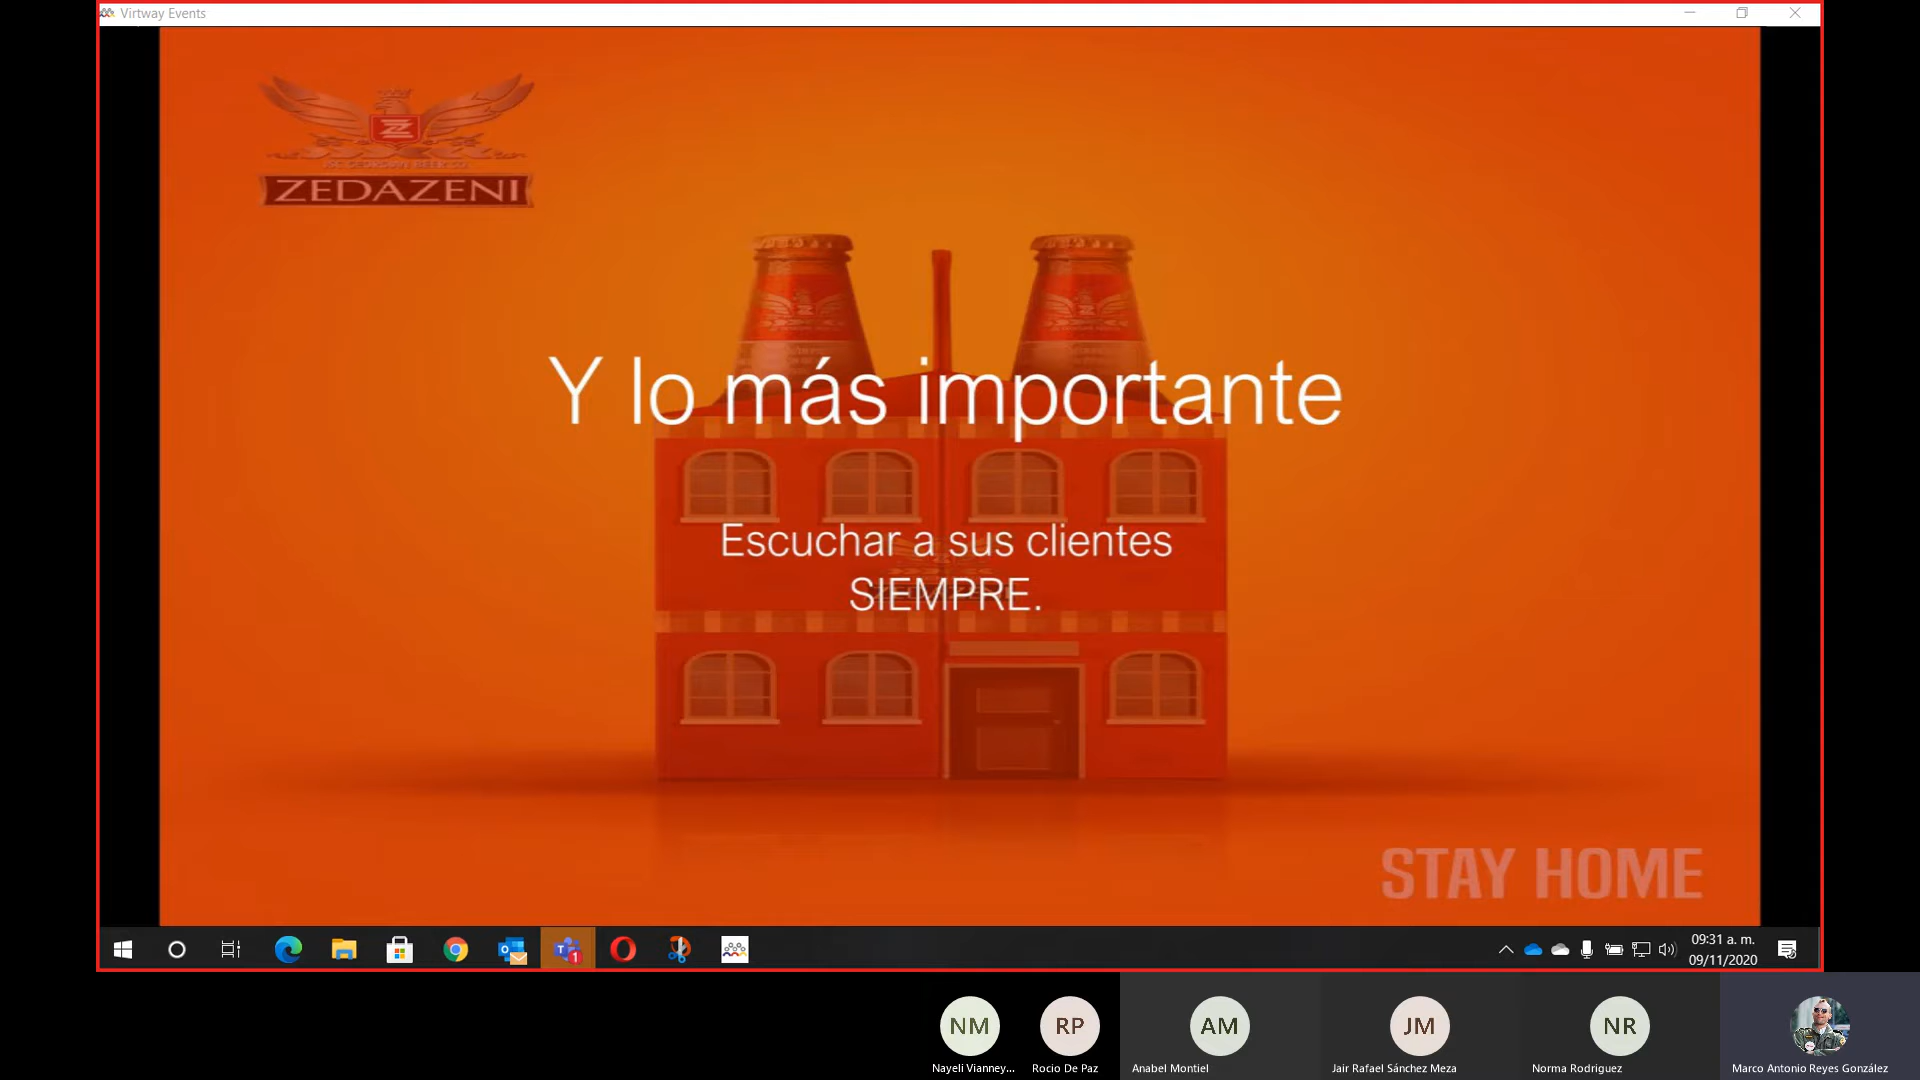 Virtway Events
ZEDAZENI
Y lo más importante
Escuchar a sus clientes
SIEMPRE.
STAY HOME
09:31 a. m.
09/11/2020
1
NM
RP
AM
JM
NR
Nayeli Vianney...
Rocio De Paz
Anabel Montiel
Jair Rafael Sánchez Meza
Norma Rodriguez
Marco Antonio Reyes González